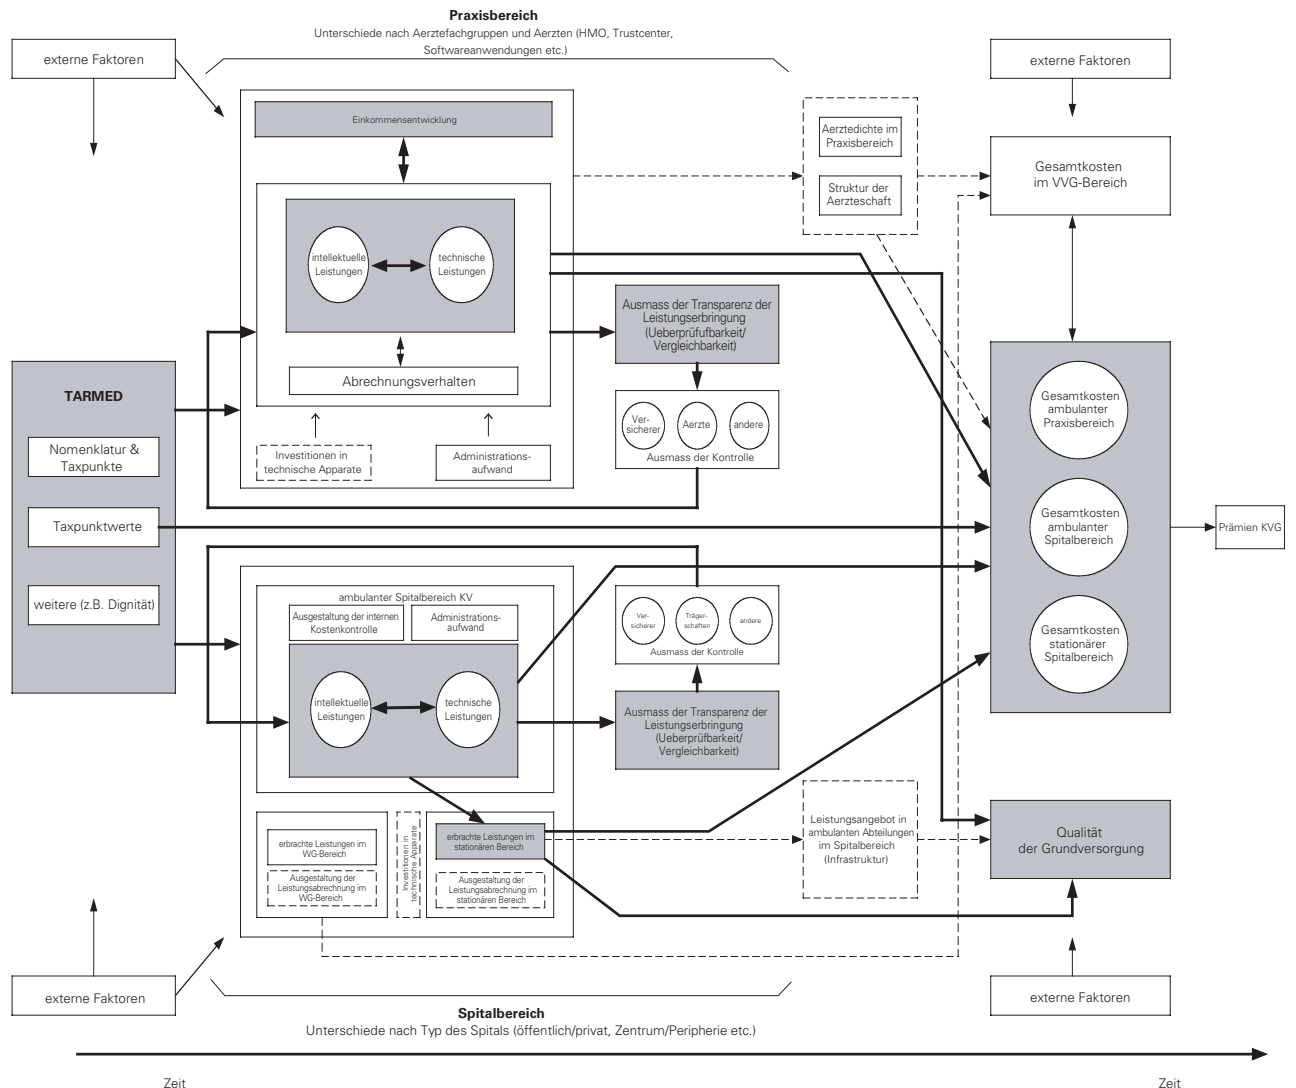 Praxisbereich
Unterschiede nach Aerztefachgruppen und Aerzten (HMO, Trustcenter,
Softwareanwendungen etc.)
externe Faktoren
externe Faktoren
Einkommensentwicklung
Aerztedichte im
Praxisbereich
Struktur der
Aerzteschaft
Gesamtkosten
im VVG-Bereich
intellektuelle
Leistungen
technische
Leistungen
Abrechnungsverhalten
Investitionen in
technische Apparate
Administrations-
aufwand
Ausmass der Transparenz der
Leistungserbringung
(Ueberprüfufbarkeit/
Vergleichbarkeit)
Ver-
sicherer
Aerzte
andere
Ausmass der Kontrolle
TARMED
Nomenklatur &
Taxpunkte
Taxpunktwerte
weitere (z.B. Dignität)
Gesamtkosten
ambulanter
Praxisbereich
Gesamtkosten
ambulanter
Spitalbereich
Gesamtkosten
stationärer
Spitalbereich
Prämien KVG
ambulanter Spitalbereich KV
Ausgestaltung der internen
Kostenkontrolle
Administrations-
aufwand
intellektuelle
Leistungen
technische
Leistungen
Ver-
sicherer
Träger-
schaften
andere
Ausmass der Kontrolle
Ausmass der Transparenz der
Leistungserbringung
(Ueberprüfbarkeit/
Vergleichbarkeit)
erbrachte Leistungen im
WG-Bereich
Ausgestaltung der
Leistungsabrechnung im
WG-Bereich
Investitionen in
technische Apparate
erbrachte Leistungen im
stationären Bereich
Ausgestaltung der
Leistungsabrechnung im
stationären Bereich
Leistungsangebot in
ambulanten Abteilungen
im Spitalbereich
(Infrastruktur)
Qualität
der Grundversorgung
externe Faktoren
externe Faktoren
Spitalbereich
Unterschiede nach Typ des Spitals (öffentlich/privat, Zentrum/Peripherie etc.)
Zeit
Zeit